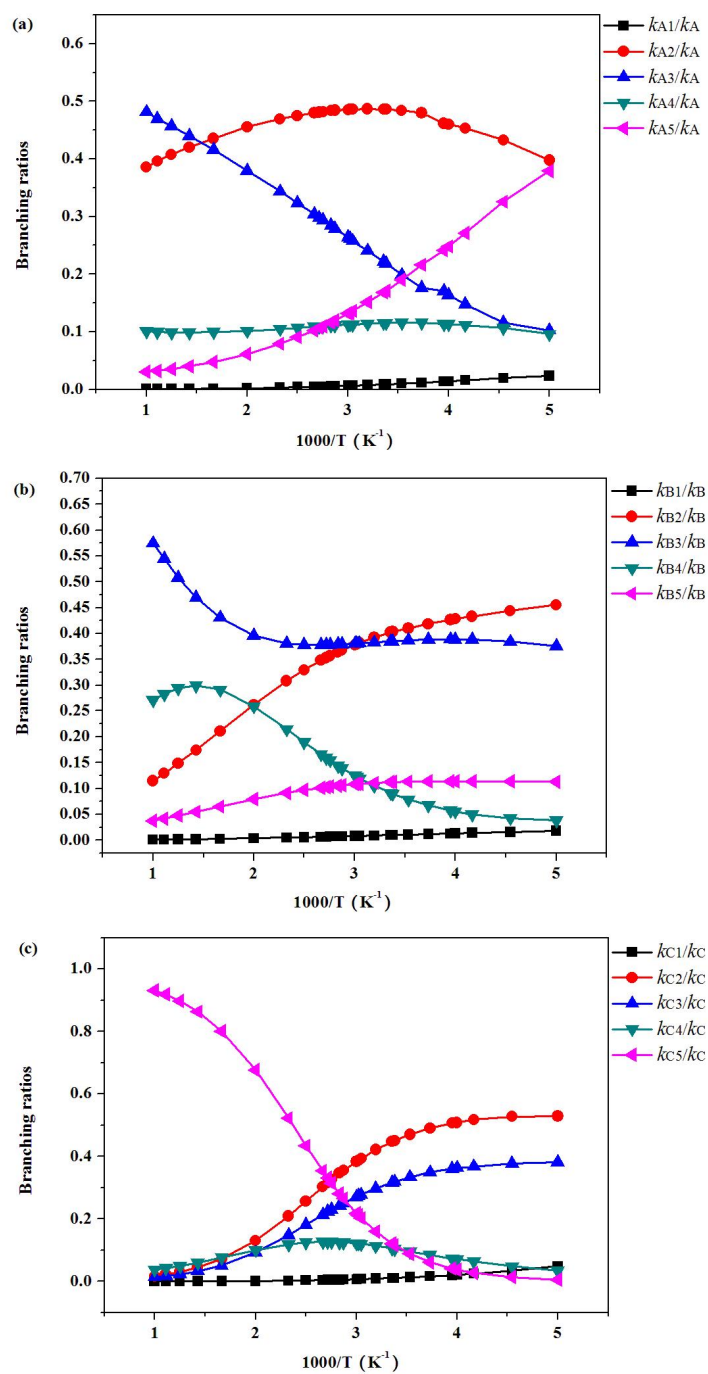 (a)
0.6
0.5
0.4
0.3
0.2
0.1
0.0
Branching ratios
1 2 3 4 5
1000/T (K-1)
kA1/kA
kA2/kA
kA3/kA
kA4/kA
kA5/kA
(b)
0.70
0.65
0.60
0.55
0.50
0.45
0.40
0.35
0.30
0.25
0.20
0.15
0.10
0.05
0.00
Branching ratios
1 2 3 4 5
1000/T (K-1)
kB1/kB
kB2/kB
kB3/kB
kB4/kB
kB5/kB
(c)
1.0
0.8
0.6
0.4
0.2
0.0
Branching ratios
1 2 3 4 5
1000/T (K-1)
kC1/kC
kC2/kC
kC3/kC
kC4/kC
kC5/kC